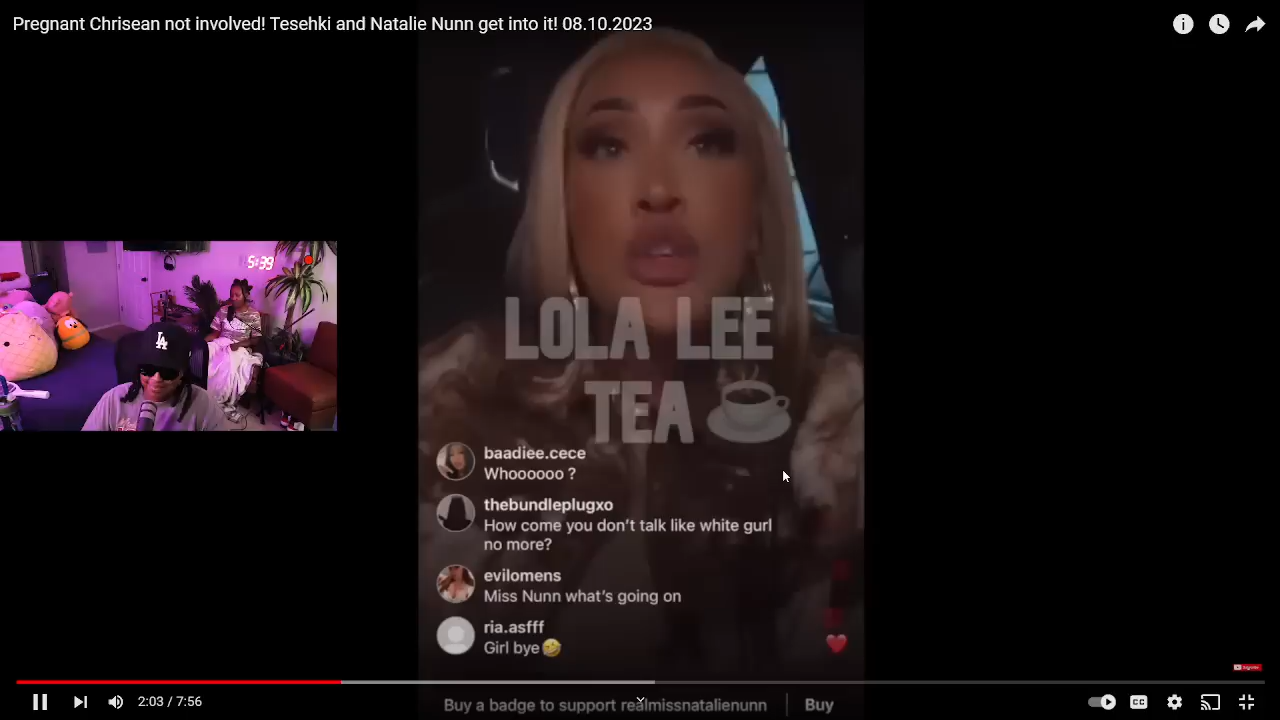 Pregnant Chrisean not involved! Tesehki and Natalie Nunn get into it! 08.10.2023
5:39
LA
LOLA LEE
TEA
baadiee.cece
Whoooooo ?
thebundleplugxo
How come you don't talk like white gurl
no more?
evilomens
Miss Nunn what's going on
ria.asfff
Girl bye🤣
2:03 / 7:56
Buy a badge to support realmissnatalienunn
Buy
CC